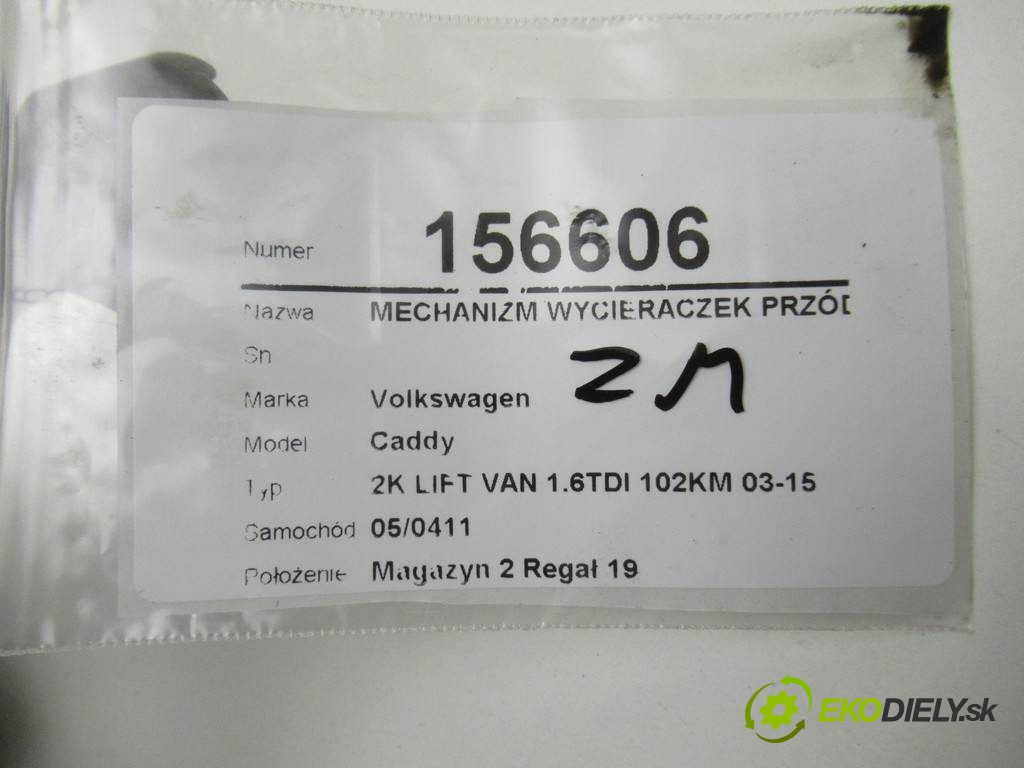 Numer 156606
Nazwa MECHANIZM WYCIERACZEK PRZÓD
Sn
ZM
Marka Volkswagen
Model Caddy
Typ 2K LIFT VAN 1.6TDI 102KM 03-15
Samochód 05/0411
Położenie Magazyn 2 Regał 19
EKODIELY.sk